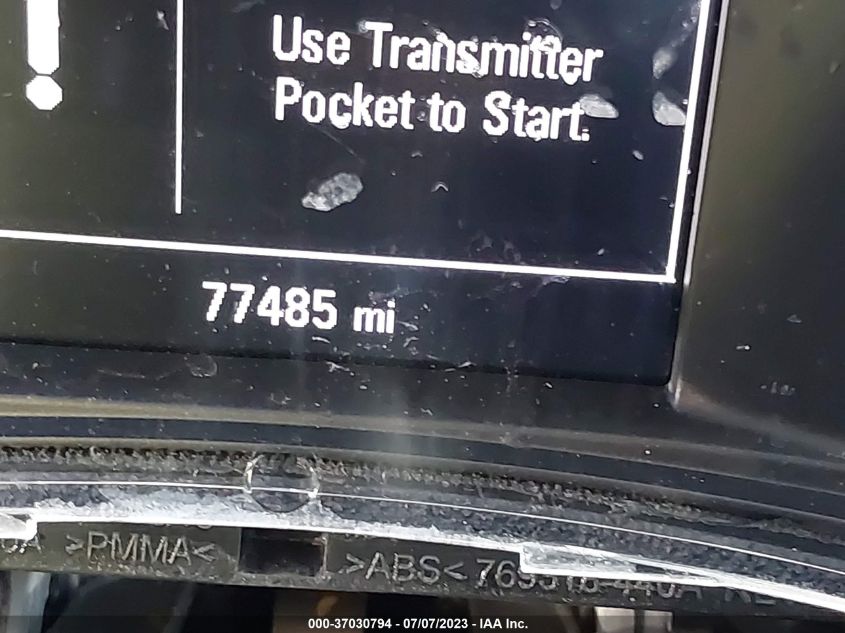 !
Use Transmitter
Pocket to Start.
77485 mi
>PMMA<
>ABS<
000-37030794 - 07/07/2023 - IAA Inc.